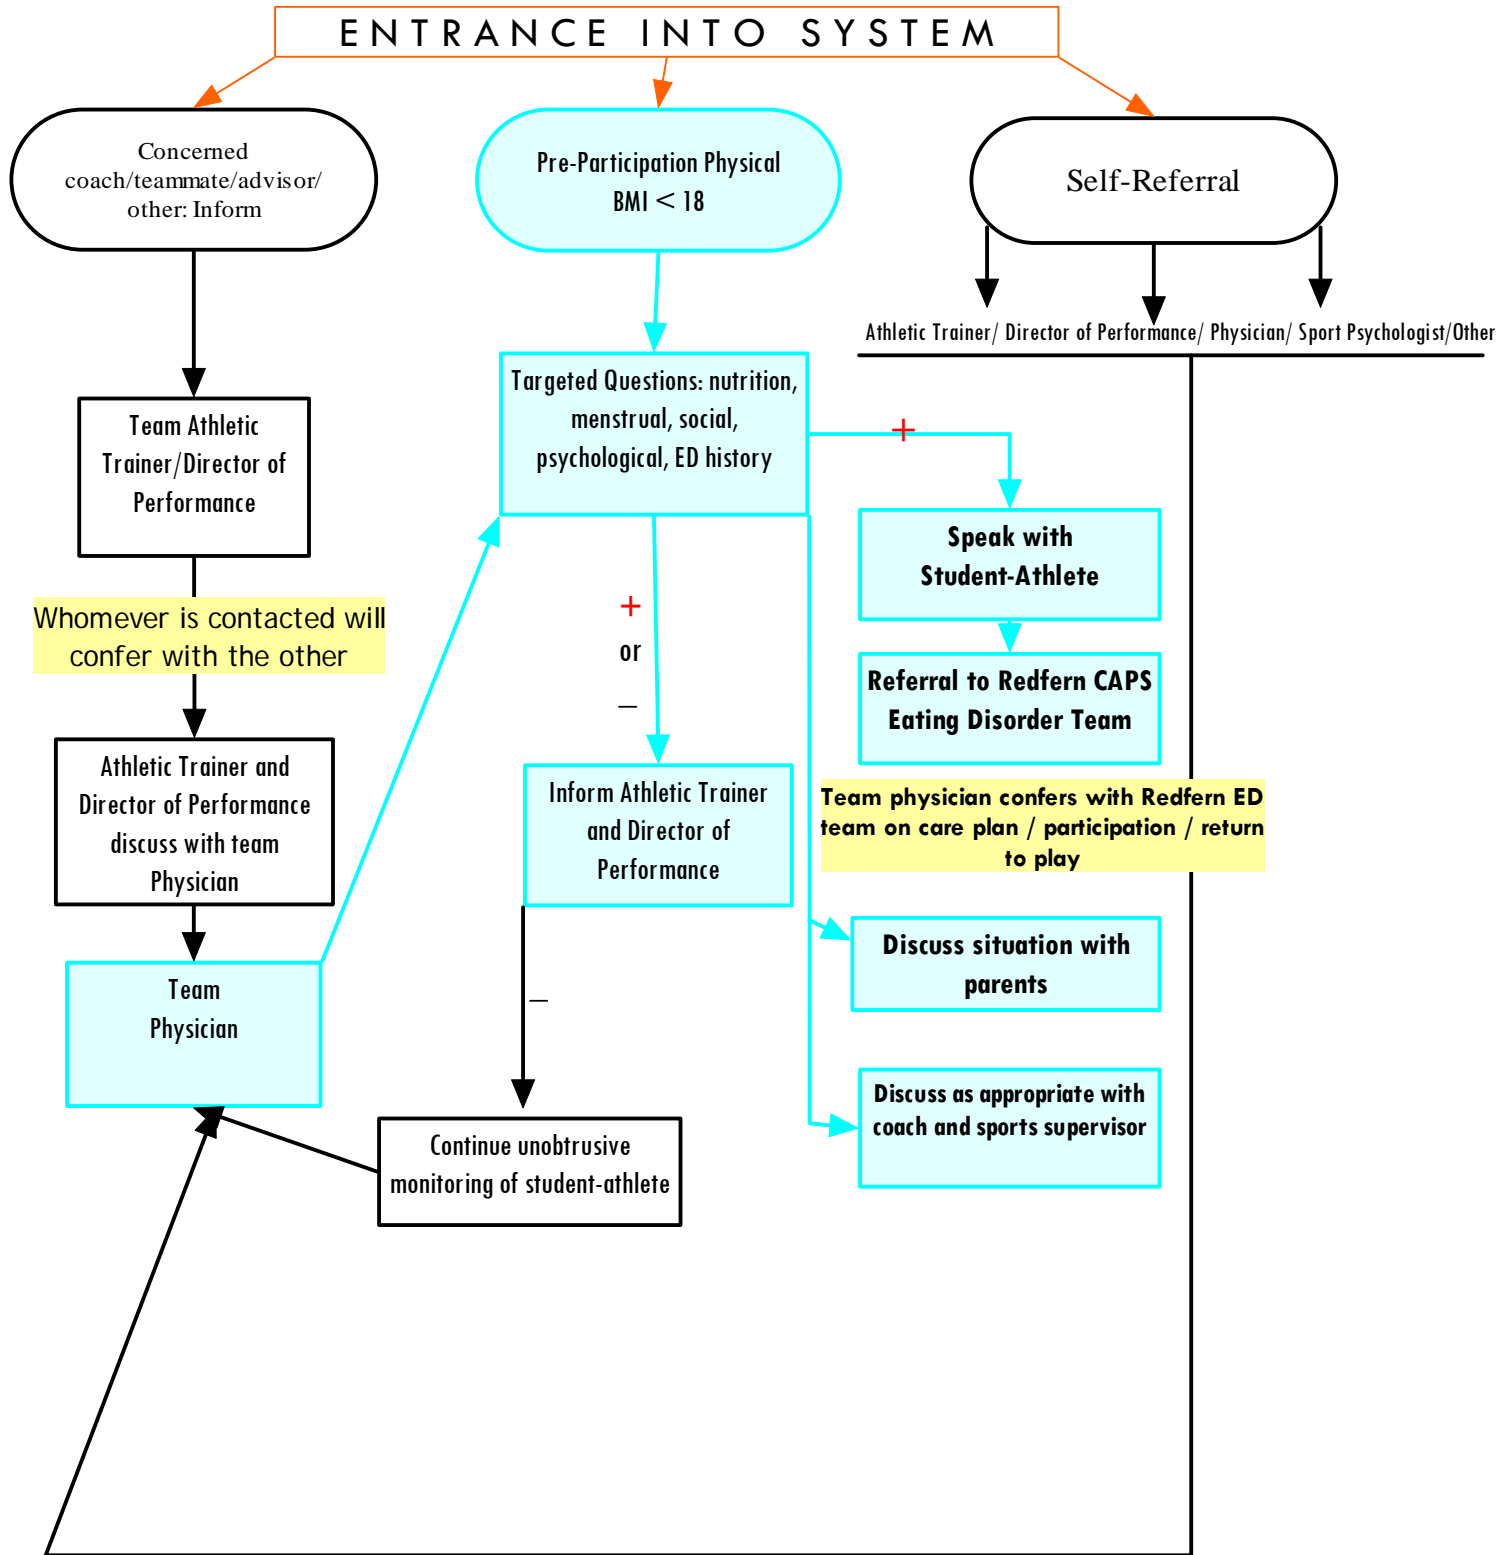 ENTRANCE INTO SYSTEM
Concerned
coach/teammate/advisor/
other: Inform
Pre-Participation Physical
BMI < 18
Self-Referral
Athletic Trainer/ Director of Performance/ Physician/ Sport Psychologist/Other
Team Athletic
Trainer/Director of
Performance
Targeted Questions: nutrition,
menstrual, social,
psychological, ED history
+
Speak with
Student-Athlete
Whomever is contacted will
confer with the other
+
or
–
Referral to Redfern CAPS
Eating Disorder Team
Athletic Trainer and
Director of Performance
discuss with team
Physician
Inform Athletic Trainer
and Director of
Performance
Team physician confers with Redfern ED
team on care plan / participation / return
to play
Team
Physician
–
Discuss situation with
parents
Discuss as appropriate with
coach and sports supervisor
Continue unobtrusive
monitoring of student-athlete